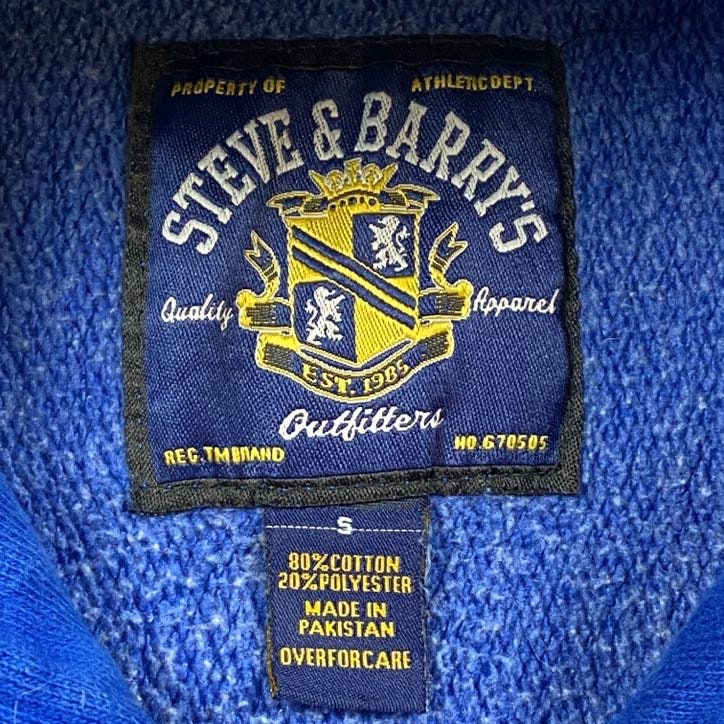 PROPERTY OF ATHLETIC DEPT.
STEVE & BARRY'S
Quality Apparel
EST. 1985
Outfitters
REG. TM BRAND NO. 670505
S
80% COTTON
20% POLYESTER
MADE IN
PAKISTAN
OVER FOR CARE